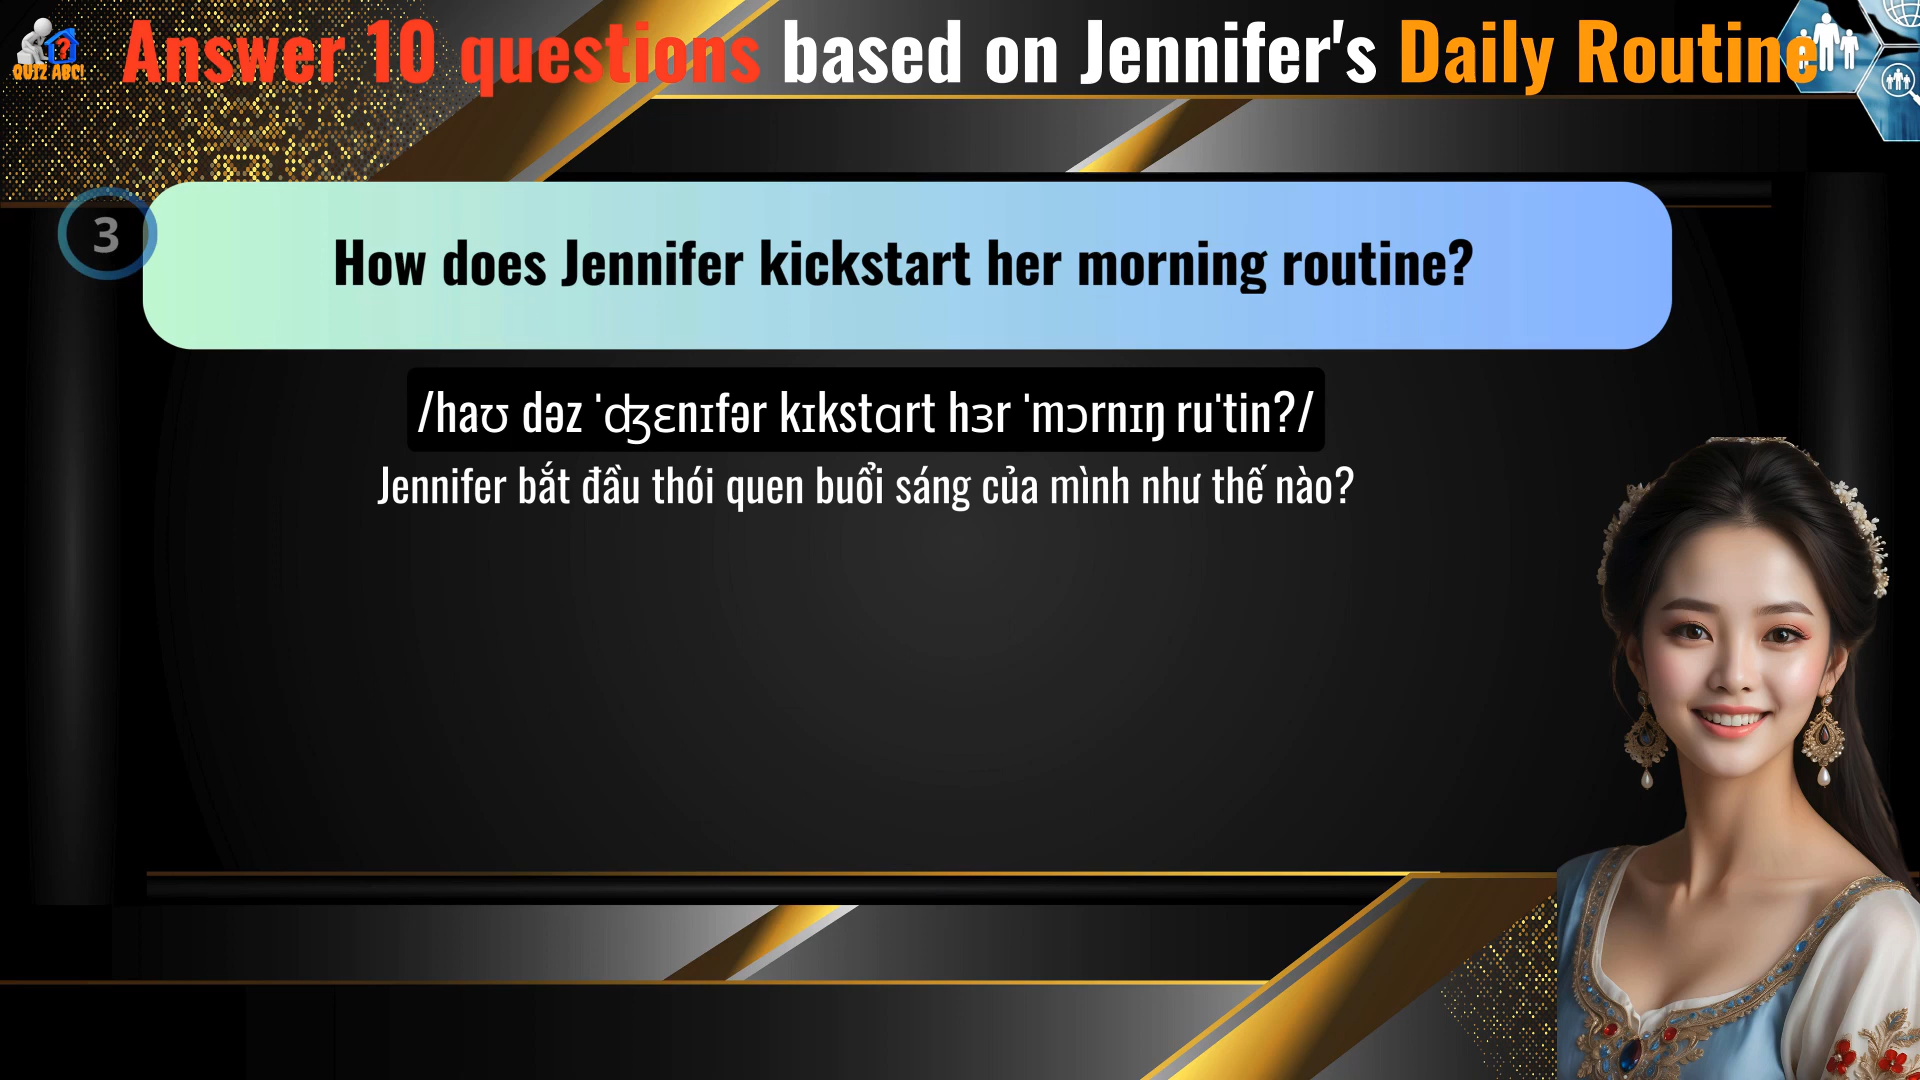 Answer 10 questions based on Jennifer's Daily Routine
?
QUIZ ABC!
3
How does Jennifer kickstart her morning routine?
/haʊ dəz ˈʤɛnɪfər kɪkstɑrt hɜr ˈmɔrnɪŋ ruˈtin?/
Jennifer bắt đầu thói quen buổi sáng của mình như thế nào?